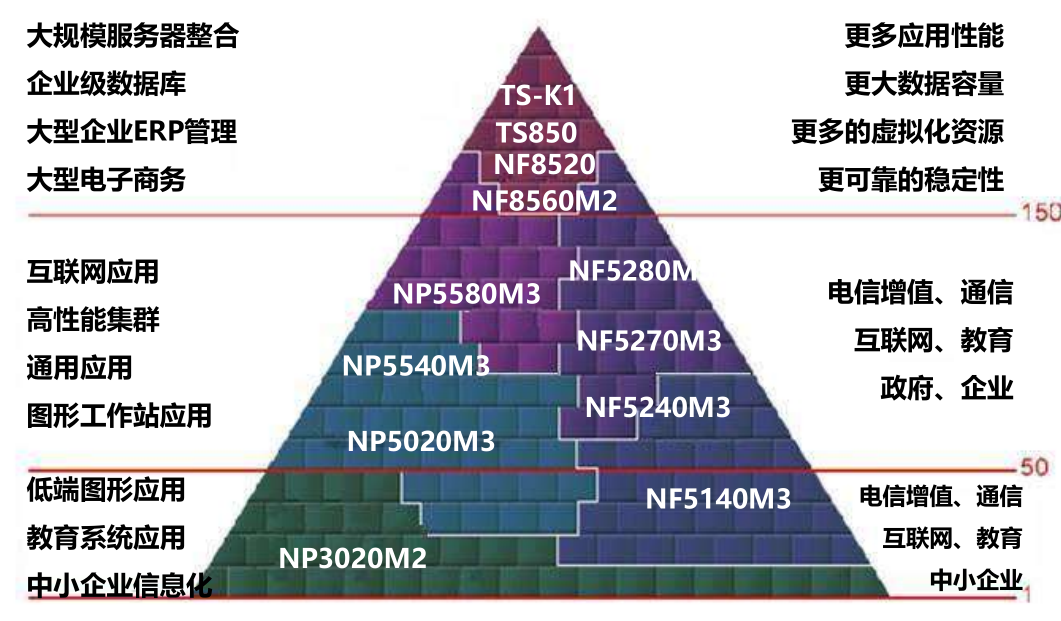 大规模服务器整合
企业级数据库
大型企业ERP管理
大型电子商务
更多应用性能
更大数据容量
更多的虚拟化资源
更可靠的稳定性
TS-K1
TS850
NF8520
NF8560M2
150
互联网应用
高性能集群
通用应用
图形工作站应用
NF5280M
NP5580M3
NF5270M3
NP5540M3
NF5240M3
NP5020M3
电信增值、通信
互联网、教育
政府、企业
50
低端图形应用
教育系统应用
中小企业信息化
NF5140M3
NP3020M2
电信增值、通信
互联网、教育
中小企业
1